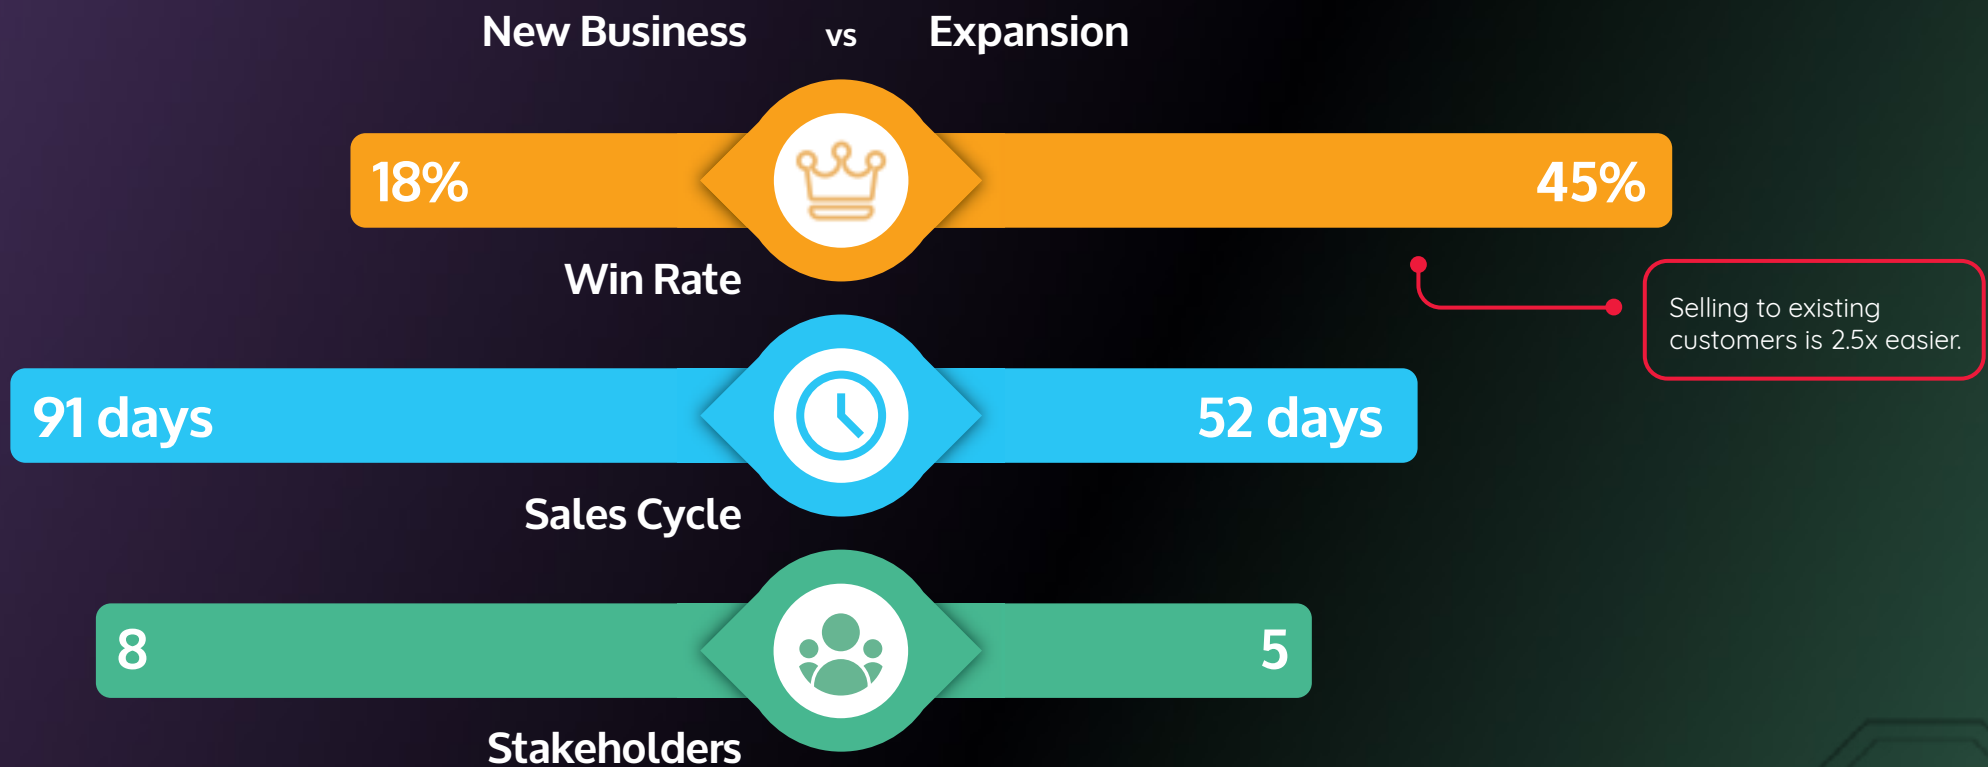 New Business vs Expansion
18% 45%
Win Rate
Selling to existing
customers is 2.5x easier.
91 days 52 days
Sales Cycle
8 5
Stakeholders